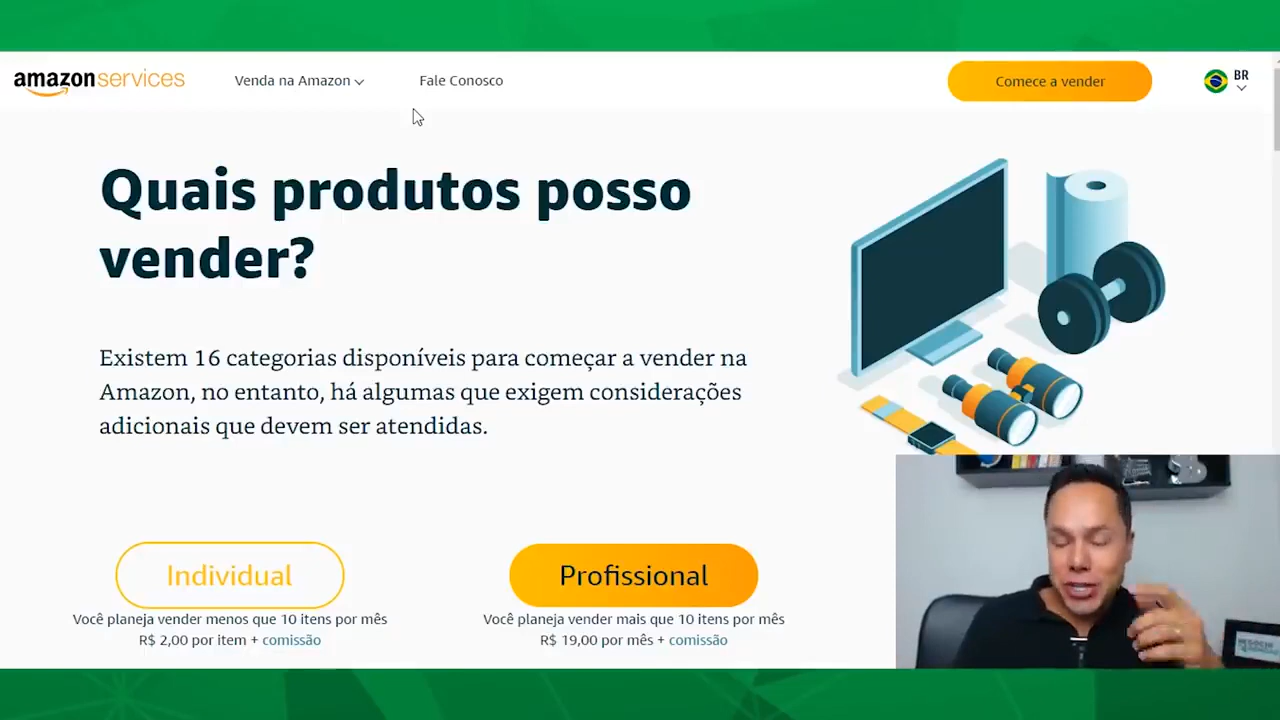 amazonservices
Venda na Amazon
Fale Conosco
Comece a vender
BR
Quais produtos posso
vender?
Existem 16 categorias disponíveis para começar a vender na
Amazon, no entanto, há algumas que exigem considerações
adicionais que devem ser atendidas.
Individual
Você planeja vender menos que 10 itens por mês
R$ 2,00 por item + comissão
Profissional
Você planeja vender mais que 10 itens por mês
R$ 19,00 por mês + comissão